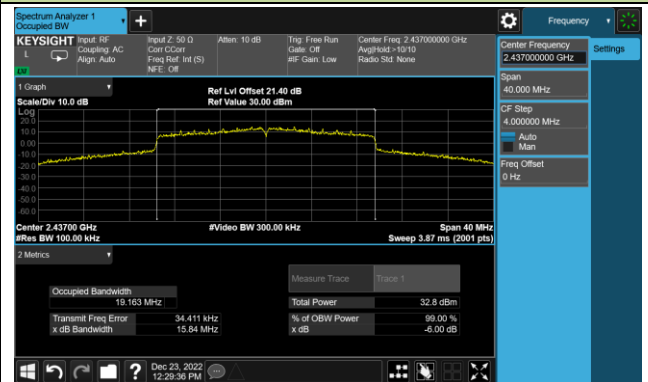 Spectrum Analyzer 1
Occupied BW
Frequency
KEYSIGHT
L
Input: RF
Coupling: AC
Align: Auto
Input Z: 50 Ω
Corr CCorr
Freq Ref: Int (S)
NFE: Off
Atten: 10 dB
Trig: Free Run
Gate: Off
#IF Gain: Low
Center Freq: 2.437000000 GHz
Avg|Hold:>10/10
Radio Std: None
Center Frequency
2.437000000 GHz
Settings
Span
40.000 MHz
CF Step
4.000000 MHz
Auto
Man
Freq Offset
0 Hz
1 Graph
Scale/Div 10.0 dB
Ref Lvl Offset 21.40 dB
Ref Value 30.00 dBm
Log
20.0
10.0
0.00
-10.0
-20.0
-30.0
-40.0
-50.0
-60.0
Center 2.43700 GHz
#Video BW 300.00 kHz
Span 40 MHz
#Res BW 100.00 kHz
Sweep 3.87 ms (2001 pts)
2 Metrics
Measure Trace
Trace 1
Occupied Bandwidth
19.163 MHz
Total Power
32.8 dBm
Transmit Freq Error
34.411 kHz
% of OBW Power
99.00 %
x dB Bandwidth
15.84 MHz
x dB
-6.00 dB
?
Dec 23, 2022
12:29:36 PM